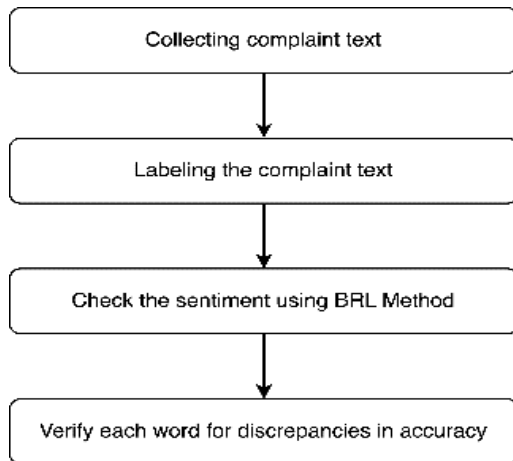 Collecting complaint text
Labeling the complaint text
Check the sentiment using BRL Method
Verify each word for discrepancies in accuracy